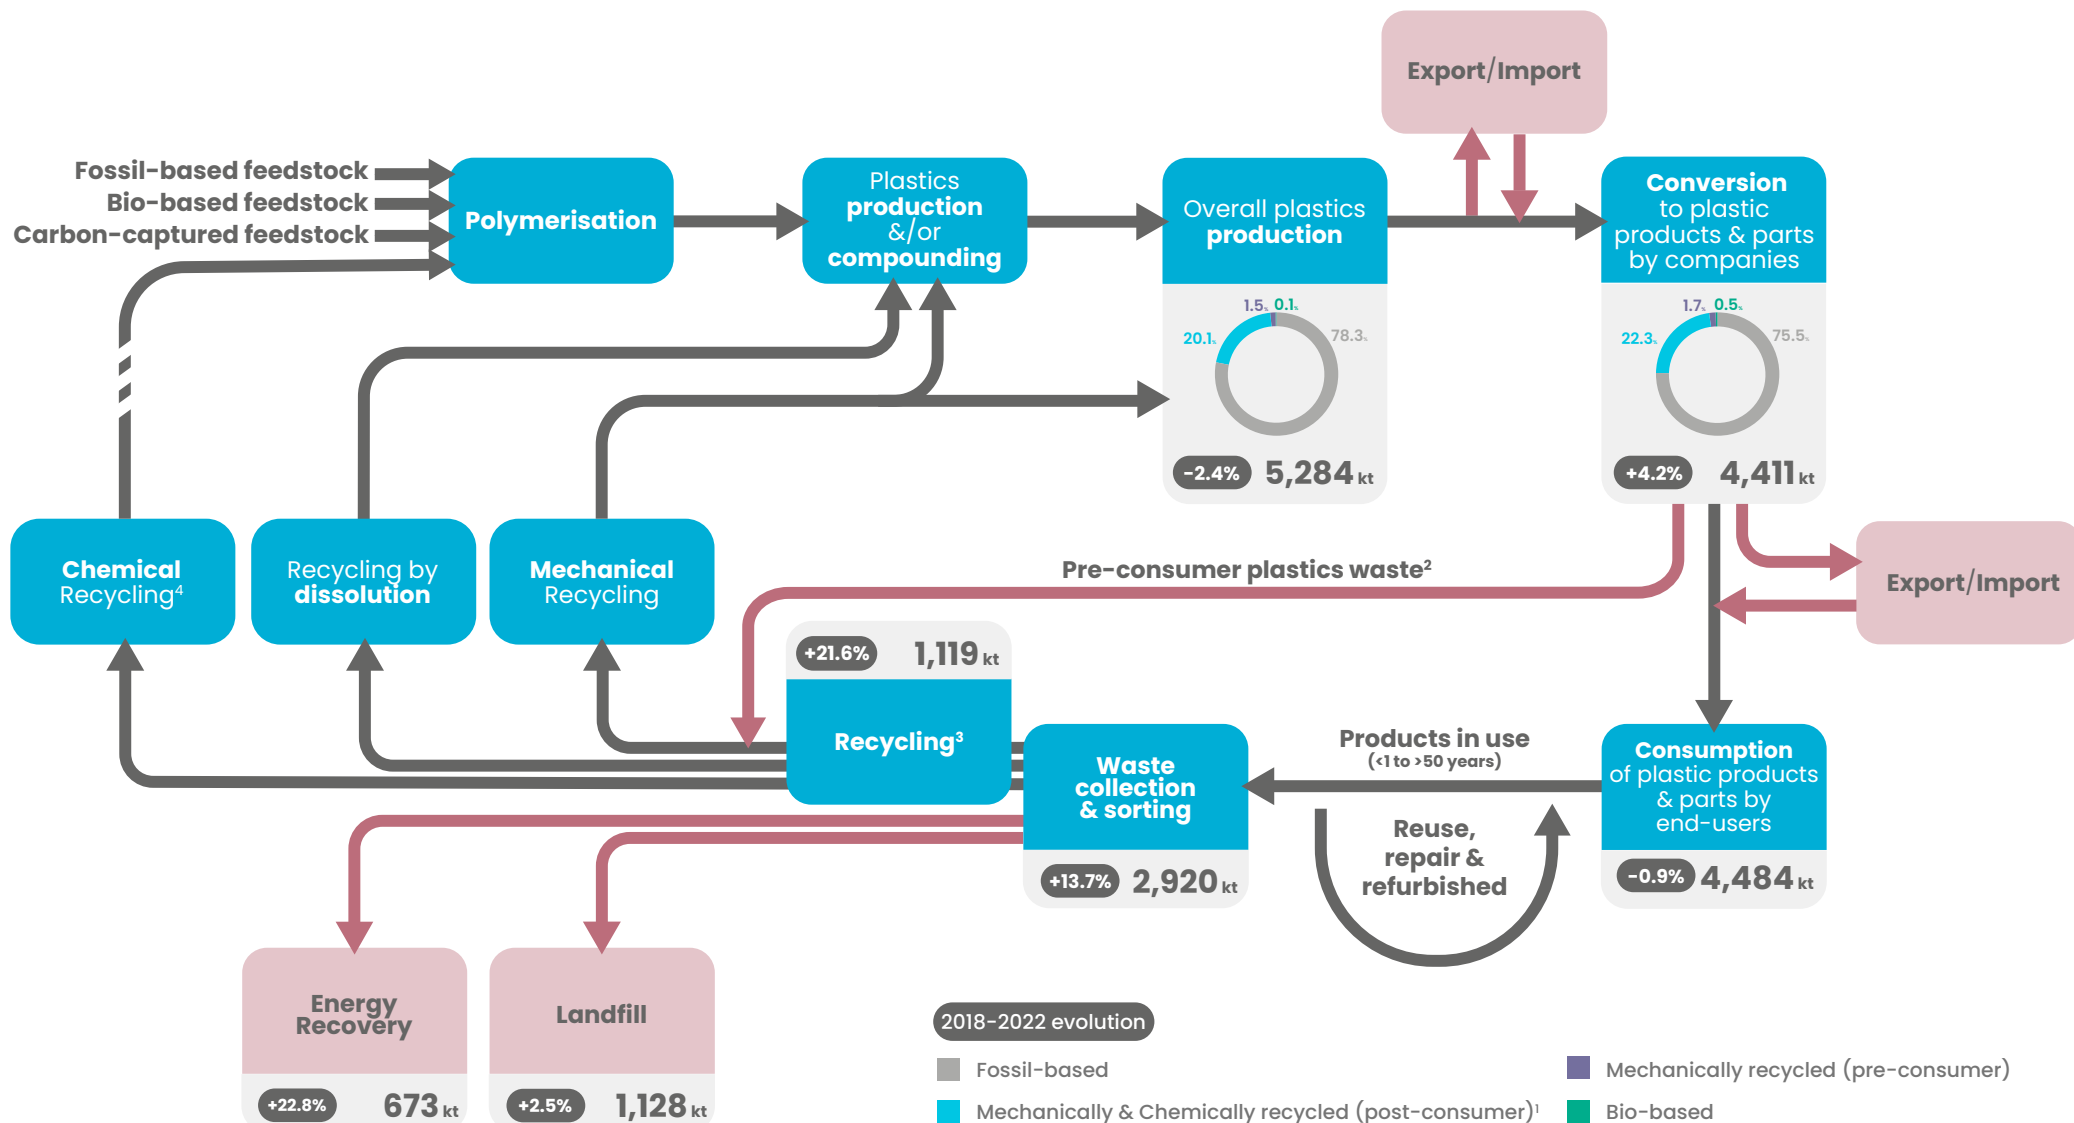 Export/Import
Fossil-based feedstock
Bio-based feedstock
Carbon-captured feedstock
Polymerisation
Plastics
production
&/or
compounding
Overall plastics
production
Conversion
to plastic
products & parts
by companies
1.5% 0.1%
20.1%
78.3%
-2.4% 5,284 kt
1.7% 0.5%
22.3%
75.5%
+4.2% 4,411 kt
Chemical
Recycling⁴
Recycling by
dissolution
Mechanical
Recycling
Pre-consumer plastics waste²
Export/Import
+21.6% 1,119 kt
Recycling³
Waste
collection
& sorting
+13.7% 2,920 kt
Products in use
(<1 to >50 years)
Reuse,
repair &
refurbished
Consumption
of plastic products
& parts by
end-users
-0.9% 4,484 kt
Energy
Recovery
+22.8% 673 kt
Landfill
+2.5% 1,128 kt
2018-2022 evolution
Fossil-based
Mechanically & Chemically recycled (post-consumer)¹
Mechanically recycled (pre-consumer)
Bio-based